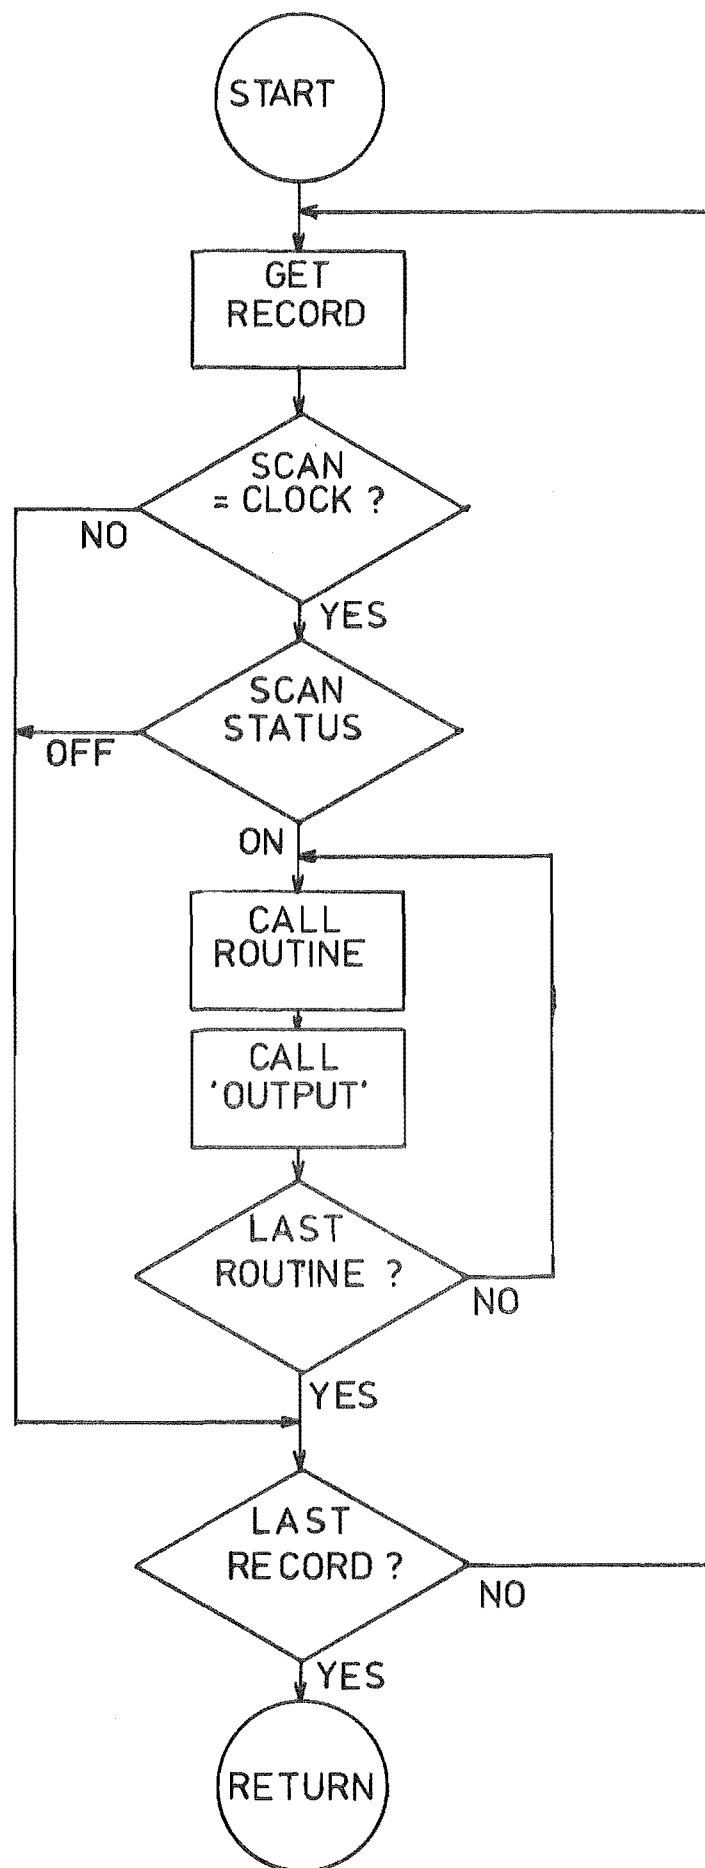 START
GET
RECORD
SCAN
= CLOCK ?
NO
YES
SCAN
STATUS
OFF
ON
CALL
ROUTINE
CALL
'OUTPUT'
LAST
ROUTINE ?
NO
YES
LAST
RECORD ?
NO
YES
RETURN